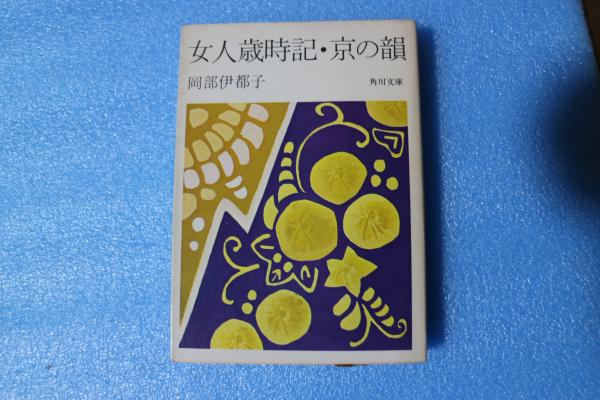 女人歳時記・京の韻
岡部伊都子
角川文庫